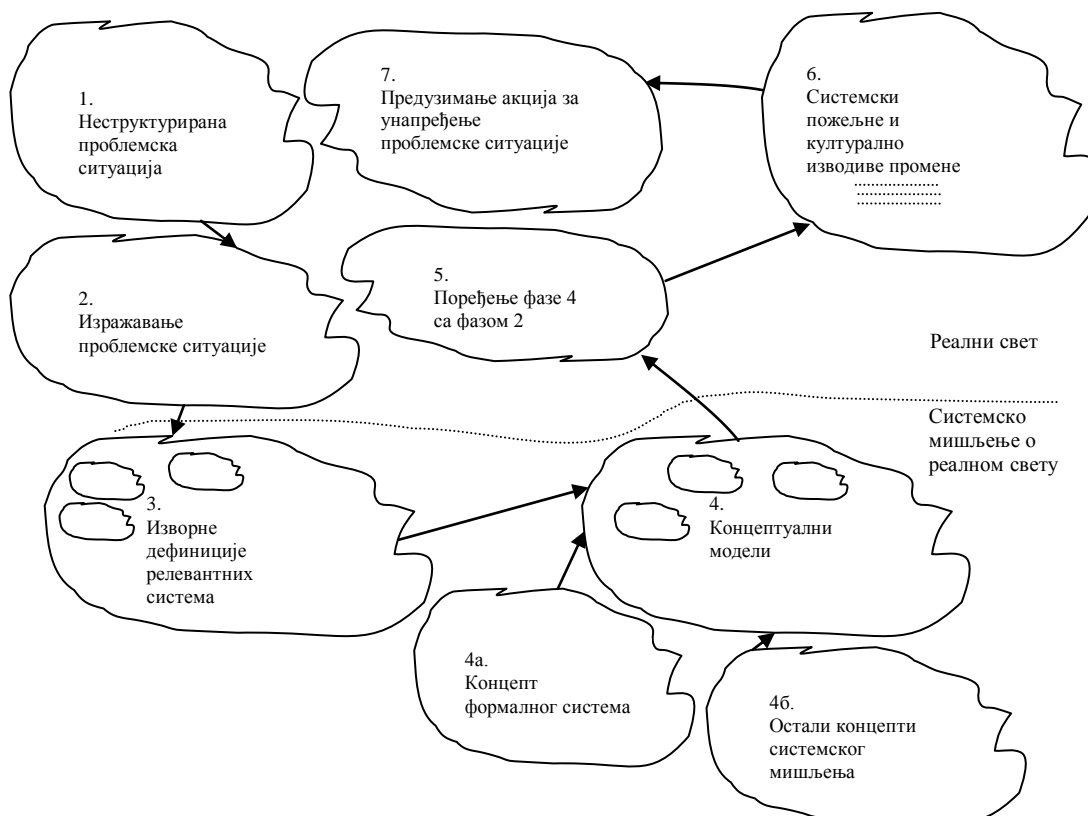 1.
Неструктурирана
проблемска
ситуација
7.
Предузимање акција за
унапређење
проблемске ситуације
6.
Системски
пожељне и
културално
изводиве промене
2.
Изражавање
проблемске ситуације
5.
Поређење фазе 4
са фазом 2
Реални свет
Системско
мишљење о
реалном свету
3.
Изворне
дефиниције
релевантних
система
4.
Концептуални
модели
4а.
Концепт
формалног система
4б.
Остали концепти
системског
мишљења